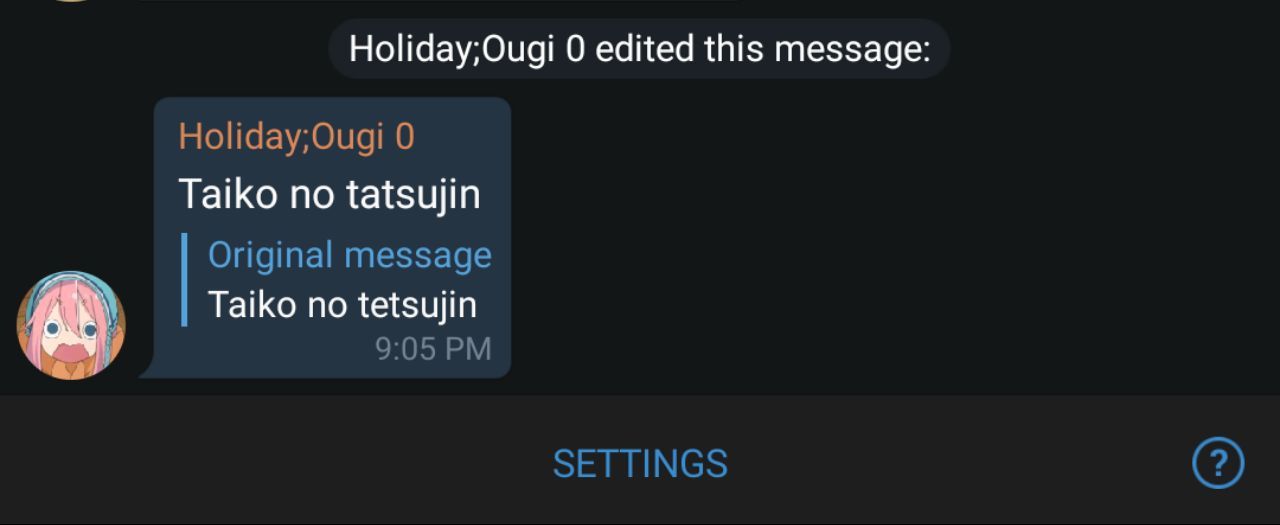 Holiday;Ougi 0 edited this message:
Holiday;Ougi 0
Taiko no tatsujin
Original message
Taiko no tetsujin
9:05 PM
SETTINGS
?